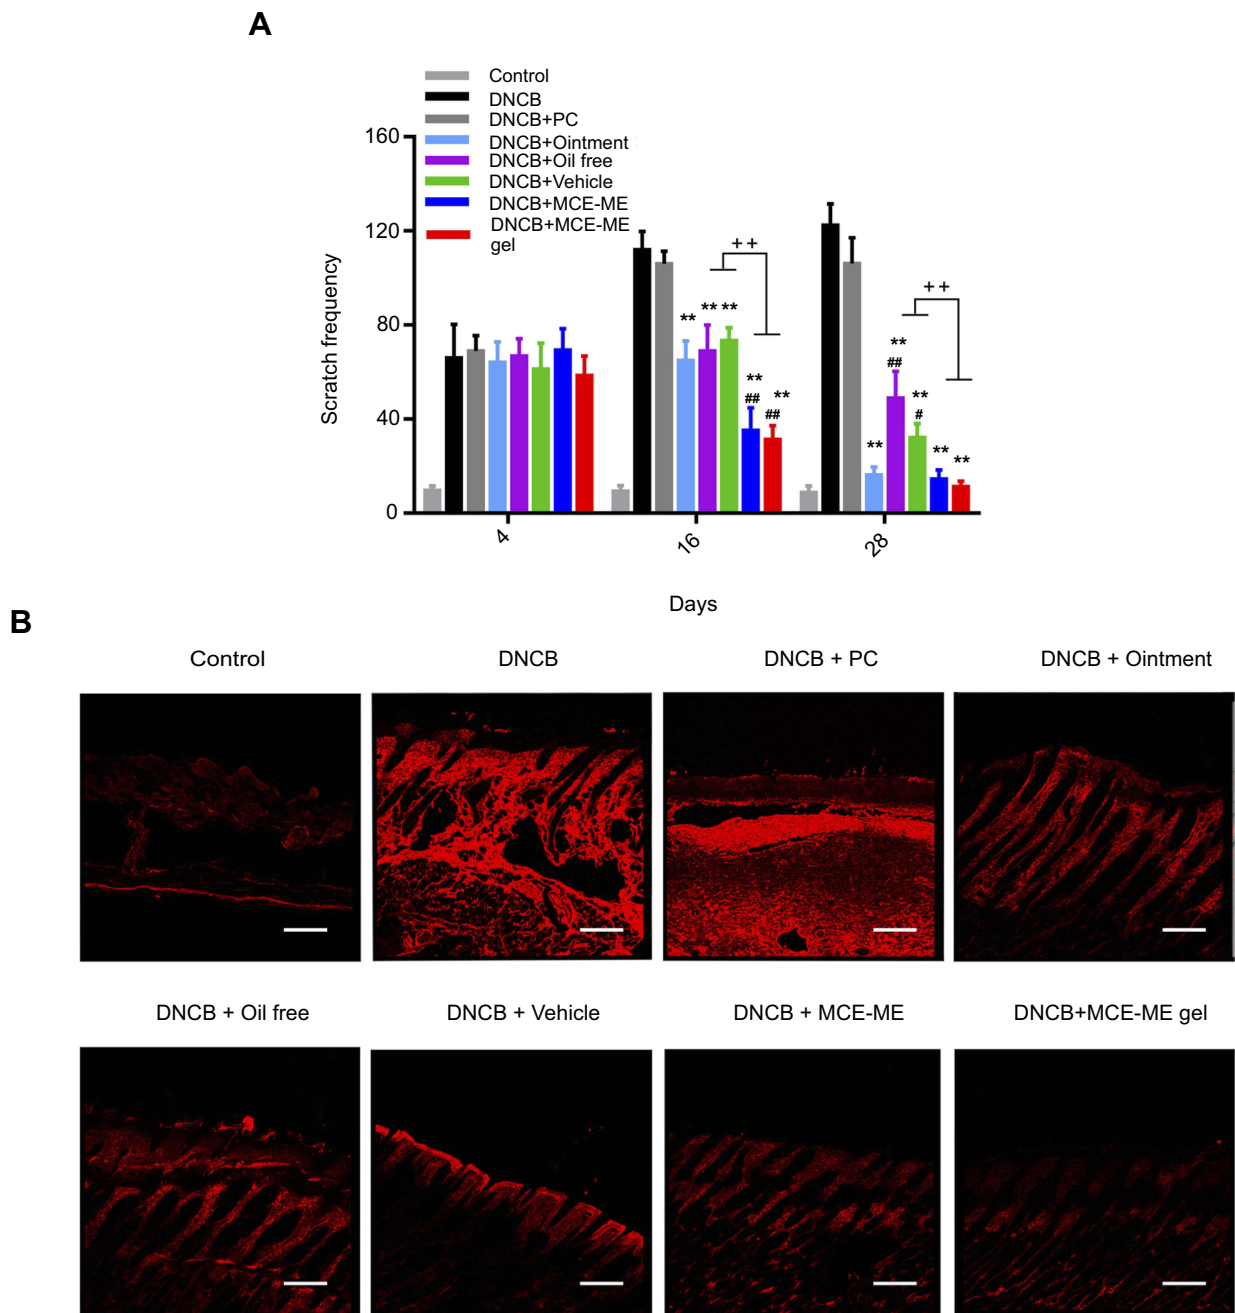 A
Control
DNCB
DNCB+PC
DNCB+Ointment
DNCB+Oil free
DNCB+Vehicle
DNCB+MCE-ME
DNCB+MCE-ME
gel
Scratch frequency
160
120
80
40
0
++
** ** **
**
##
**
##
++
**
**
##
**
#
**
**
4
16
28
Days
B
Control
DNCB
DNCB + PC
DNCB + Ointment
DNCB + Oil free
DNCB + Vehicle
DNCB + MCE-ME
DNCB+MCE-ME gel